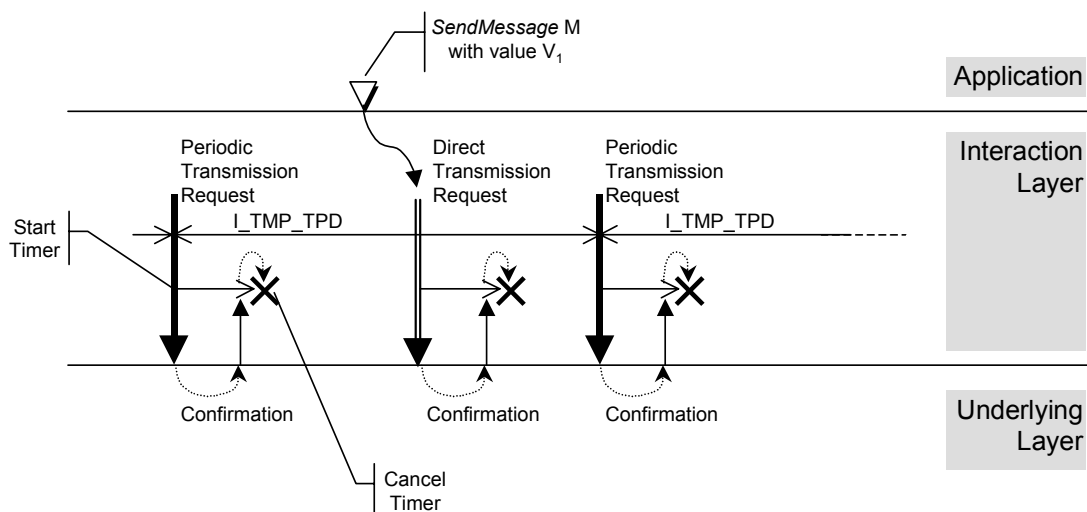 SendMessage M
with value V₁
Application
Periodic
Transmission
Request
Direct
Transmission
Request
Periodic
Transmission
Request
Interaction
Layer
I_TMP_TPD
I_TMP_TPD
Start
Timer
Confirmation
Confirmation
Confirmation
Underlying
Layer
Cancel
Timer